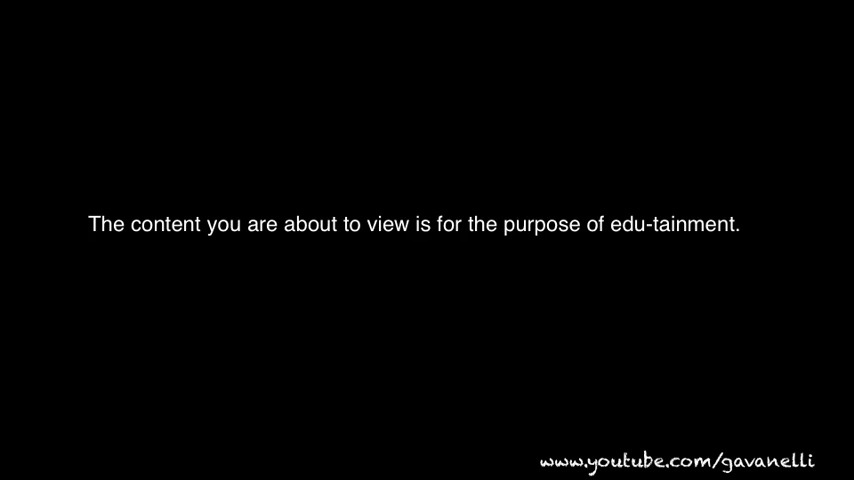 The content you are about to view is for the purpose of edu-tainment.
www.youtube.com/gavanelli